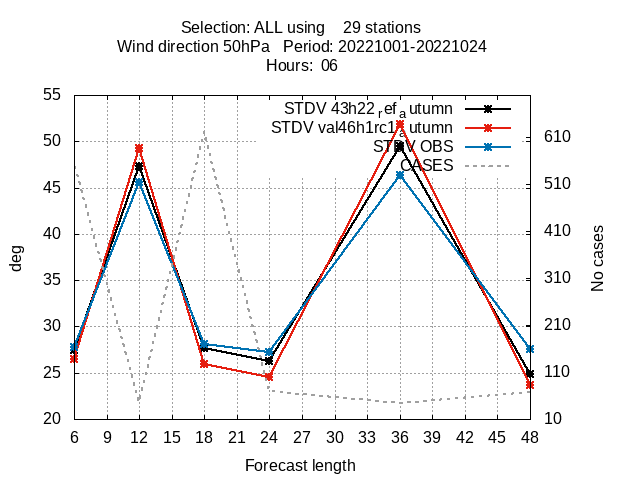 Selection: ALL using    29 stations
Wind direction 50hPa   Period: 20221001-20221024
Hours:  06
STDV 43h22_ref_autumn
STDV val46h1rc1_autumn
STDV OBS
CASES
55
50
45
40
35
30
25
20
deg
610
510
410
310
210
110
10
No cases
6 9 12 15 18 21 24 27 30 33 36 39 42 45 48
Forecast length